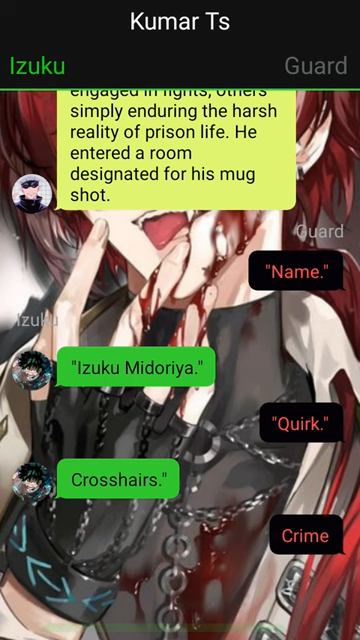 Kumar Ts
Izuku
Guard
engaged in fights, others
simply enduring the harsh
reality of prison life. He
entered a room
designated for his mug
shot.
Guard
"Name."
Izuku
"Izuku Midoriya."
"Quirk."
Crosshairs."
Crime